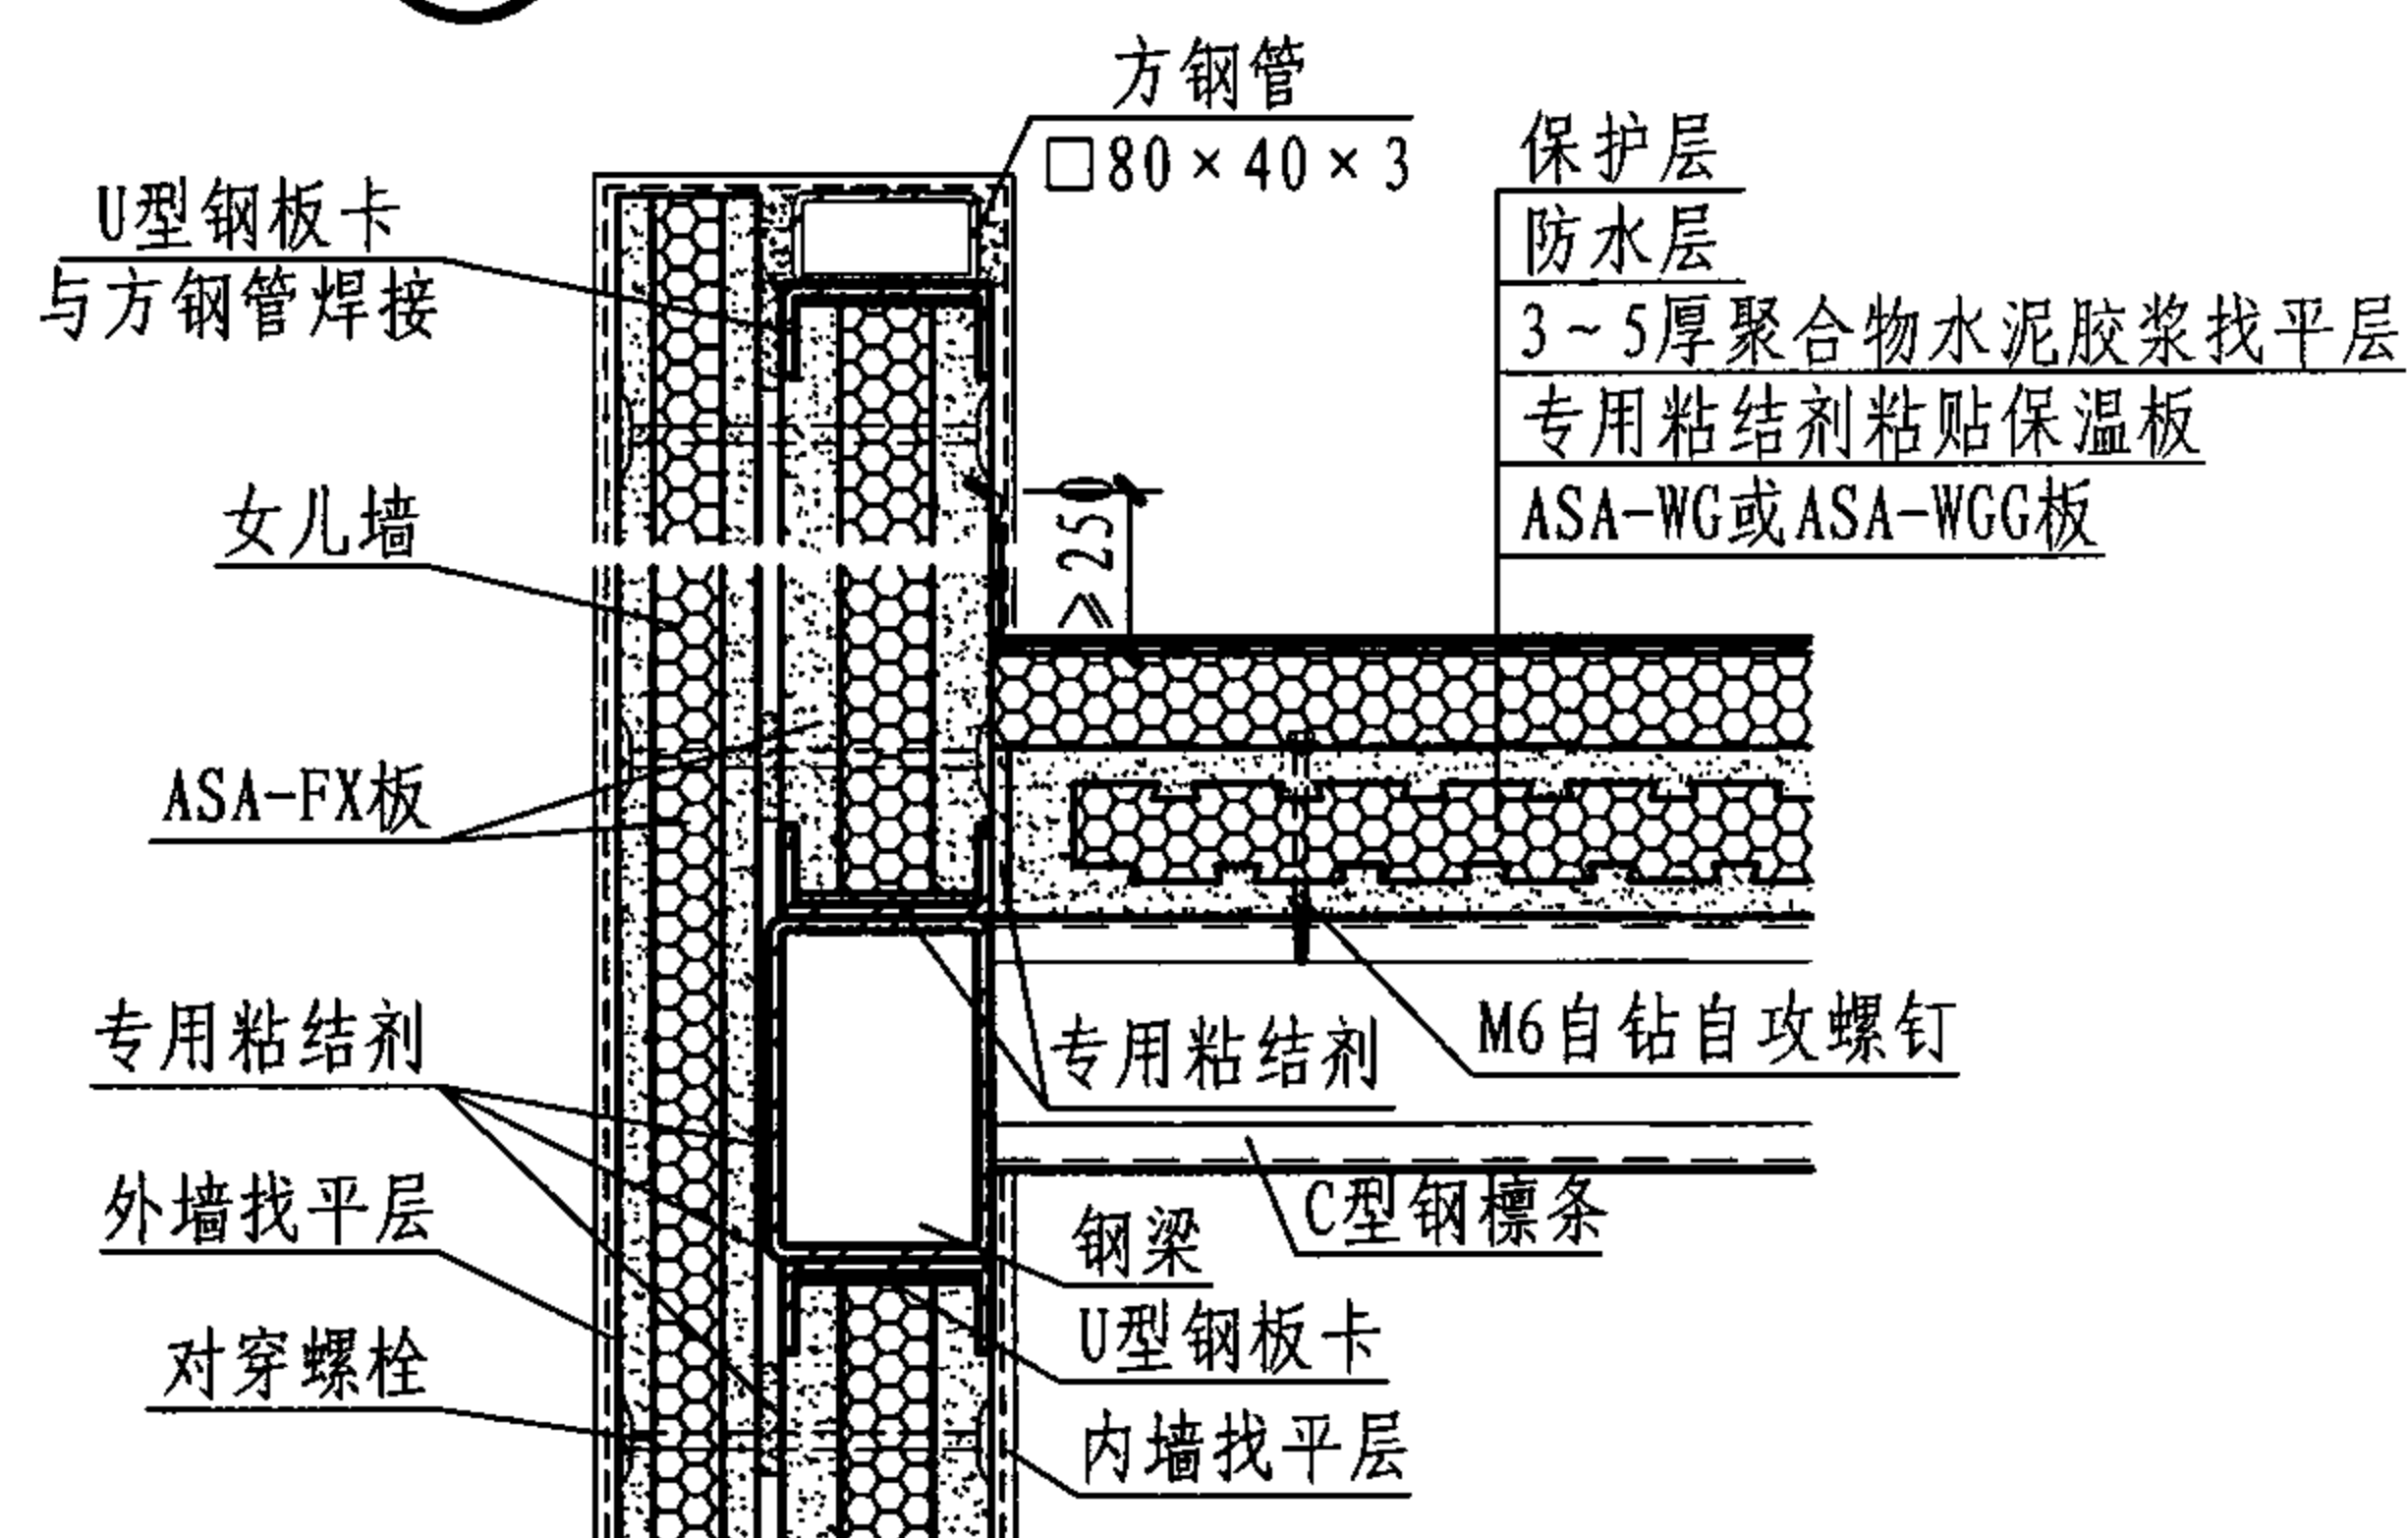 方钢管
□80×40×3
U型钢板卡
与方钢管焊接
保护层
防水层
3~5厚聚合物水泥胶浆找平层
专用粘结剂粘贴保温板
ASA-WG或ASA-WGG板
女儿墙
≥250
ASA-FX板
专用粘结剂
专用粘结剂
M6自钻自攻螺钉
外墙找平层
C型钢檩条
钢梁
对穿螺栓
U型钢板卡
内墙找平层